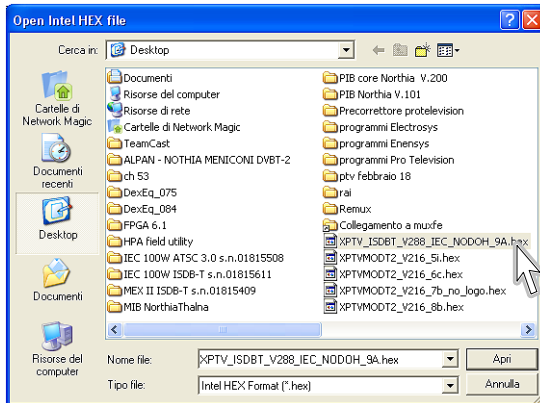 Open Intel HEX file
Cerca in:
Desktop
Cartelle di
Network Magic
Documenti
recenti
Desktop
Documenti
Risorse del
computer
Documenti
Risorse del computer
Risorse di rete
Cartelle di Network Magic
TeamCast
ALPAN - NOTHIA MENICONI DVBT-2
ch 53
DexEq_075
DexEq_084
FPGA 6.1
HPA field utility
IEC 100W ATSC 3.0 s.n.01815508
IEC 100W ISDB-T s.n.01815611
MEX II ISDB-T s.n.01815409
MIB NorthiaThalna
PIB core Northia V.200
PIB Northia V.101
Precorrettore protelevision
programmi Electrosys
programmi Enensys
programmi Pro Television
ptv febbraio 18
rai
Remux
Collegamento a muxfe
XPTV_ISDBT_V288_IEC_NODOH_9A.hex
XPTVMODT2_V216_5i.hex
XPTVMODT2_V216_6c.hex
XPTVMODT2_V216_7b_no_logo.hex
XPTVMODT2_V216_8b.hex
Nome file:
XPTV_ISDBT_V288_IEC_NODOH_9A.hex
Apri
Tipo file:
Intel HEX Format (*.hex)
Annulla